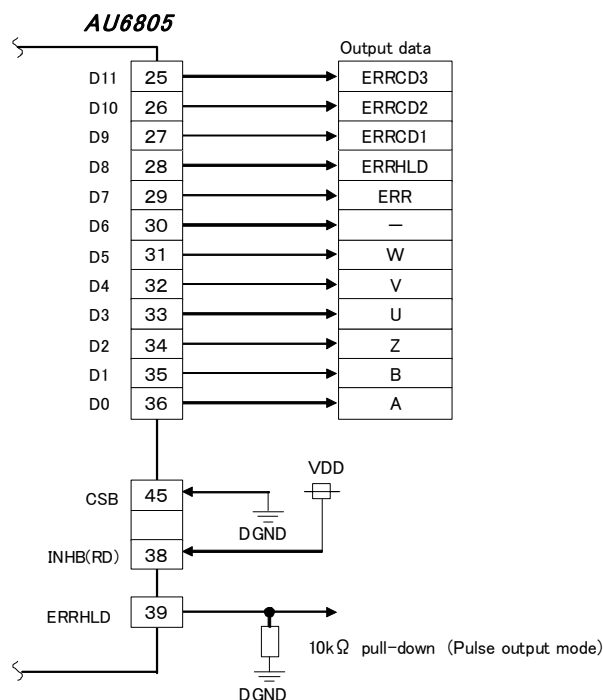 AU6805
Output data
D11 25 ERRCD3
D10 26 ERRCD2
D9 27 ERRCD1
D8 28 ERRHLD
D7 29 ERR
D6 30 —
D5 31 W
D4 32 V
D3 33 U
D2 34 Z
D1 35 B
D0 36 A
VDD
CSB 45
DGND
INHB(RD) 38
ERRHLD 39
10kΩ pull-down (Pulse output mode)
DGND